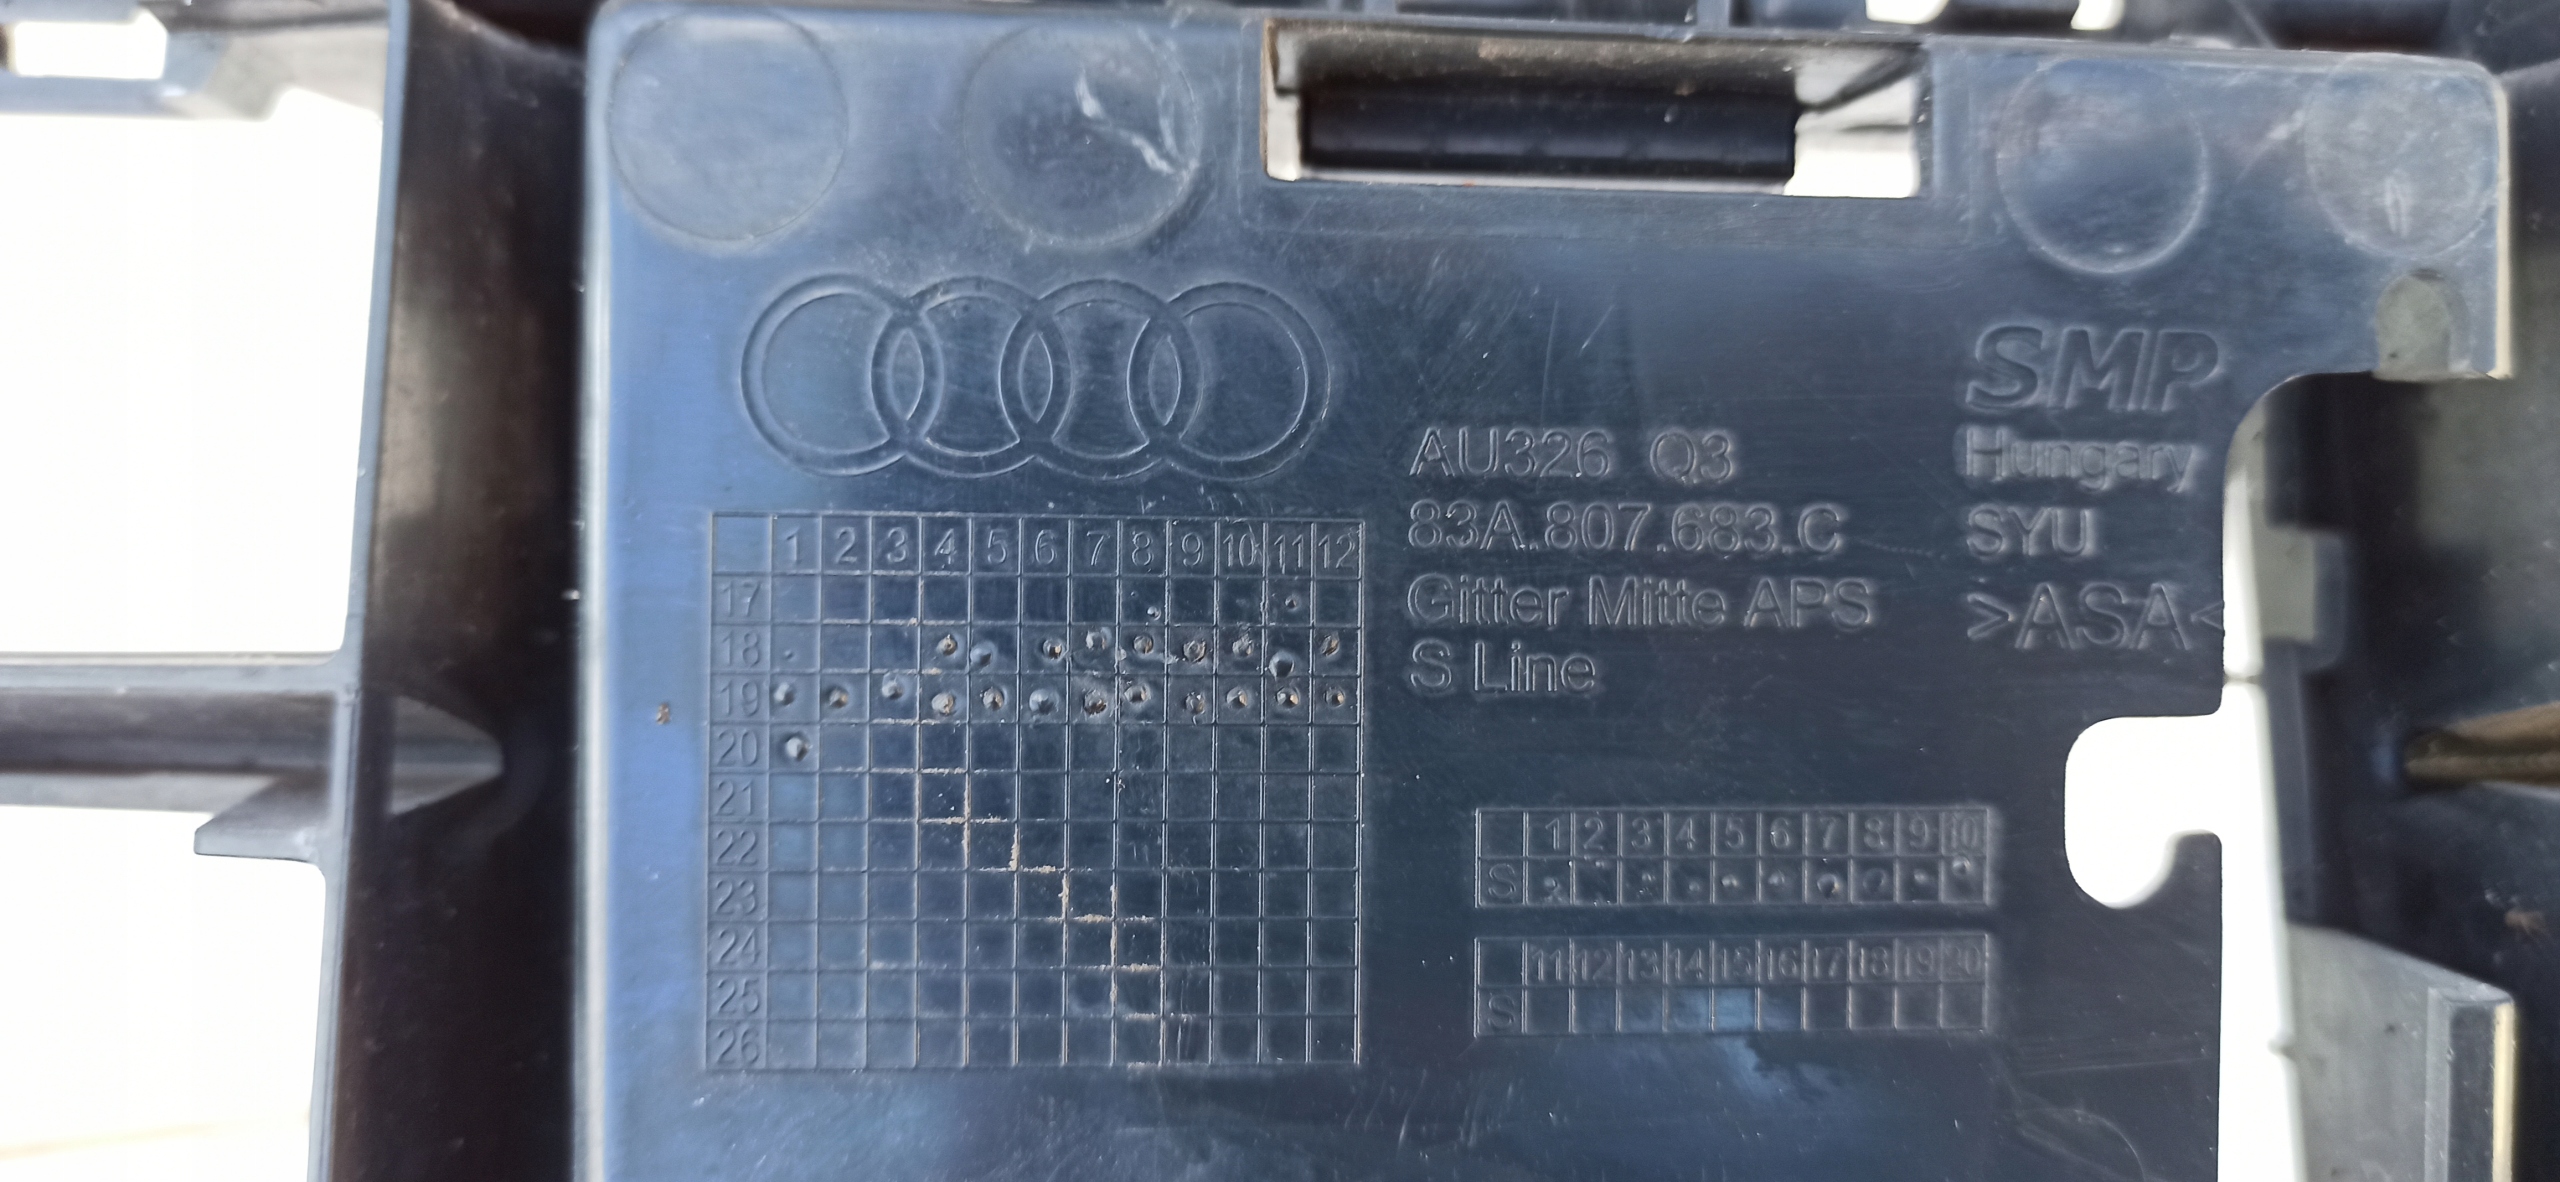 AU326 Q3
83A.807.683.C
Gitter Mitte APS
S Line
SMP
Hungary
SYU
>ASA<
1 2 3 4 5 6 7 8 9 10 11 12
17
18
19
20
21
22
23
24
25
26
1 2 3 4 5 6 7 8 9 10
S
11 12 13 14 15 16 17 18 19 20
S